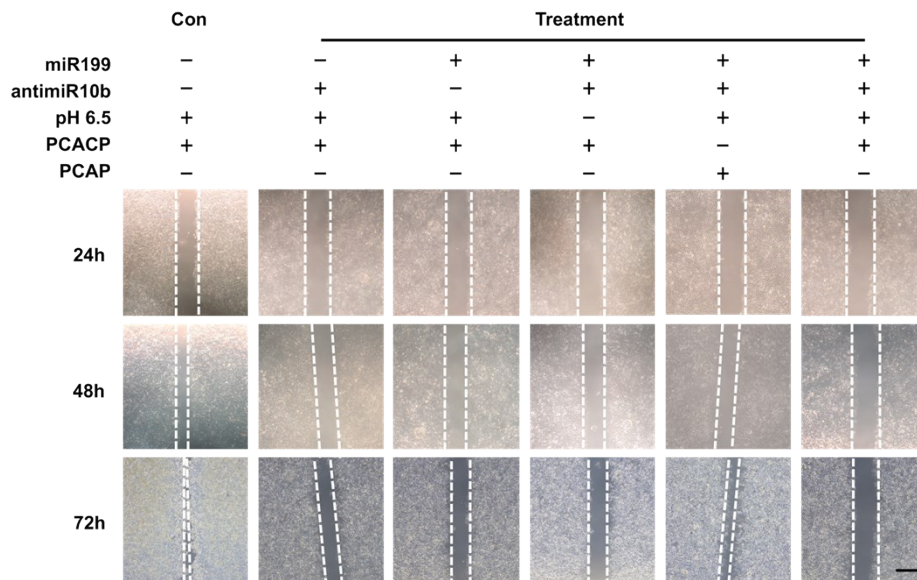 Con Treatment
miR199 – – + + + +
antimiR10b – + – + + +
pH 6.5 + + + – + +
PCACP + + + + – +
PCAP – – – – + –
24h
48h
72h